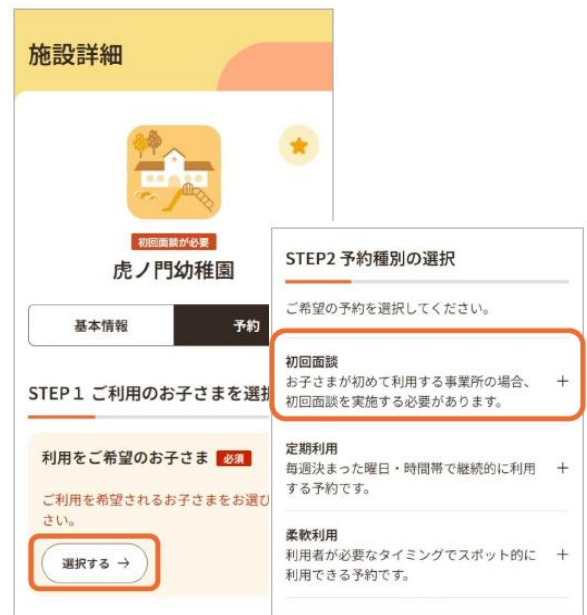 施設詳細
初回面談が必要
虎ノ門幼稚園
基本情報
予約
STEP1 ご利用のお子さまを選択
利用をご希望のお子さま 必須
ご利用を希望されるお子さまをお選び
さい。
選択する →
STEP2 予約種別の選択
ご希望の予約を選択してください。
初回面談
お子さまが初めて利用する事業所の場合、
初回面談を実施する必要があります。
+
定期利用
毎週決まった曜日・時間帯で継続的に利用
する予約です。
+
柔軟利用
利用者が必要なタイミングでスポット的に
利用できる予約です。
+